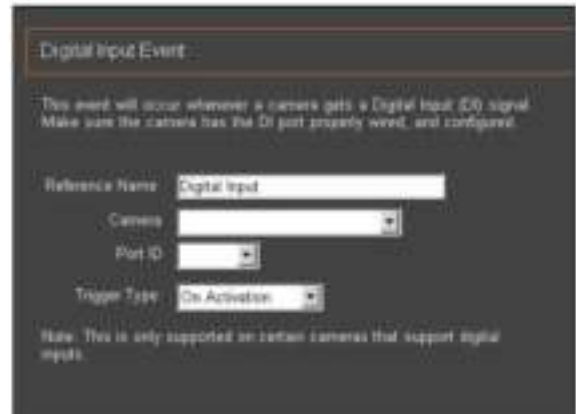 Digital Input Event
This event will occur whenever a camera gets a Digital Input (DI) signal.
Make sure the camera has the DI port properly wired, and configured.
Reference Name Digital Input
Camera
Port ID
Trigger Type On Activation
Note: This is only supported on certain cameras that support digital
inputs.